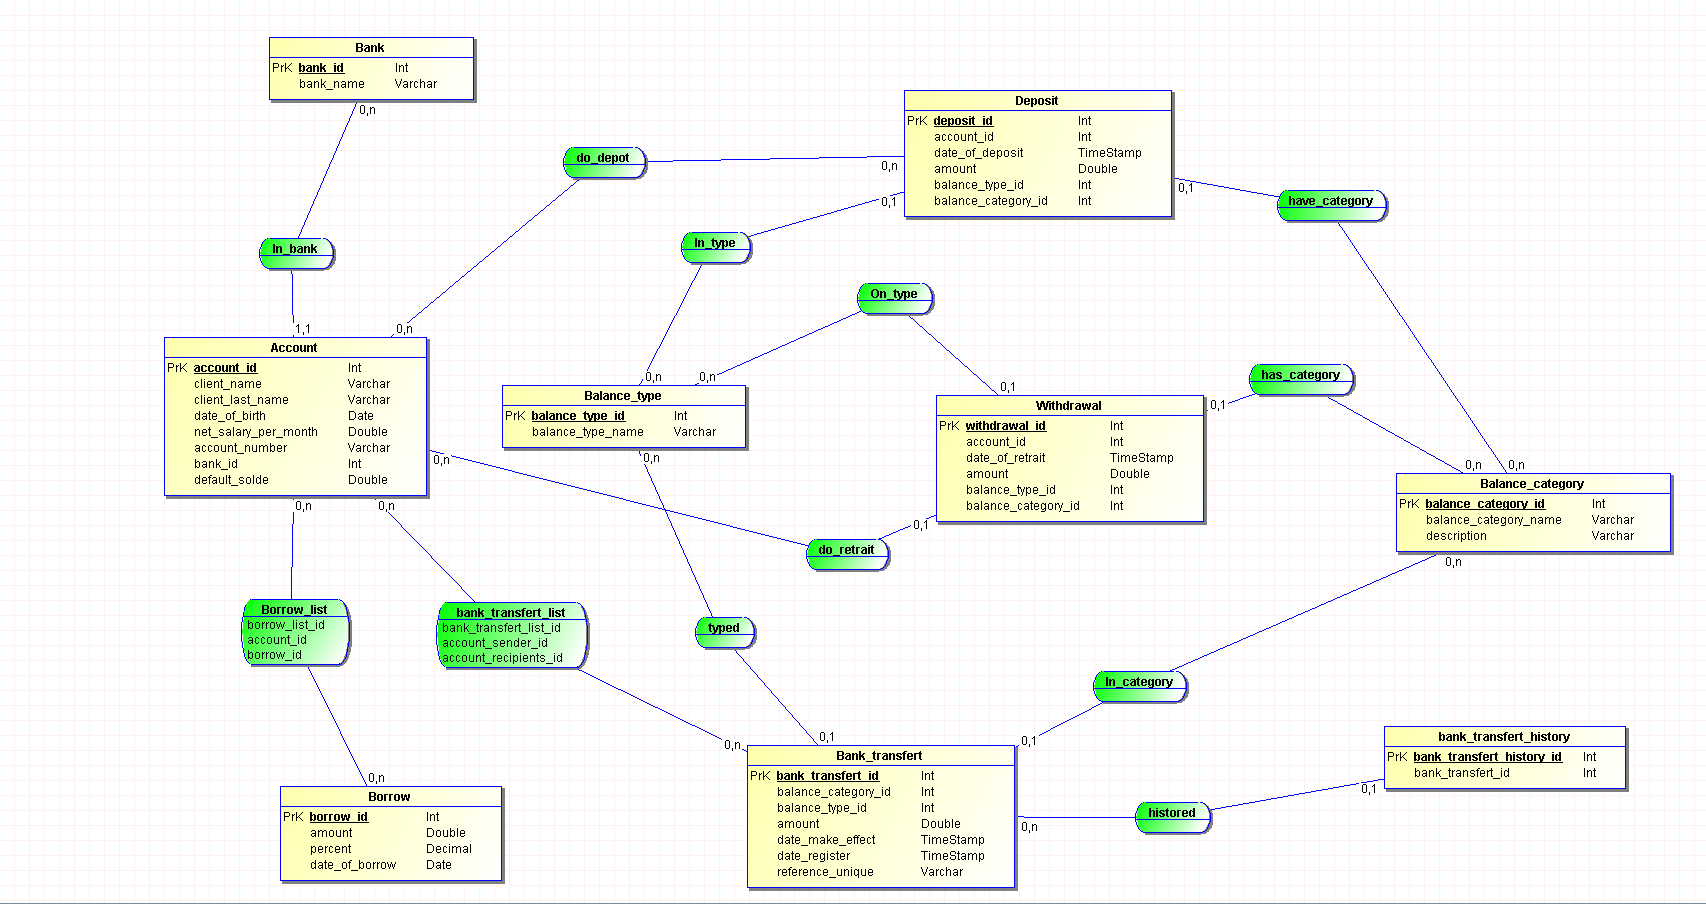 Bank
PrK bank_id Int
bank_name Varchar
0,n
In_bank
1,1
do_depot
0,n
0,n
Deposit
PrK deposit_id Int
account_id Int
date_of_deposit TimeStamp
amount Double
balance_type_id Int
balance_category_id Int
0,1
In_type
0,n
0,1
have_category
0,n
On_type
0,n
0,1
Account
PrK account_id Int
client_name Varchar
client_last_name Varchar
date_of_birth Date
net_salary_per_month Double
account_number Varchar
bank_id Int
default_solde Double
Balance_type
PrK balance_type_id Int
balance_type_name Varchar
Withdrawal
PrK withdrawal_id Int
account_id Int
date_of_retrait TimeStamp
amount Double
balance_type_id Int
balance_category_id Int
0,1
has_category
0,n
Balance_category
PrK balance_category_id Int
balance_category_name Varchar
description Varchar
0,n
do_retrait
0,1
0,n
0,n
0,n
0,n
Borrow_list
borrow_list_id
account_id
borrow_id
bank_transfert_list
bank_transfert_list_id
account_sender_id
account_recipients_id
typed
In_category
0,n
0,n
0,1
0,1
Borrow
PrK borrow_id Int
amount Double
percent Decimal
date_of_borrow Date
Bank_transfert
PrK bank_transfert_id Int
balance_category_id Int
balance_type_id Int
amount Double
date_make_effect TimeStamp
date_register TimeStamp
reference_unique Varchar
0,n
histored
0,1
bank_transfert_history
PrK bank_transfert_history_id Int
bank_transfert_id Int